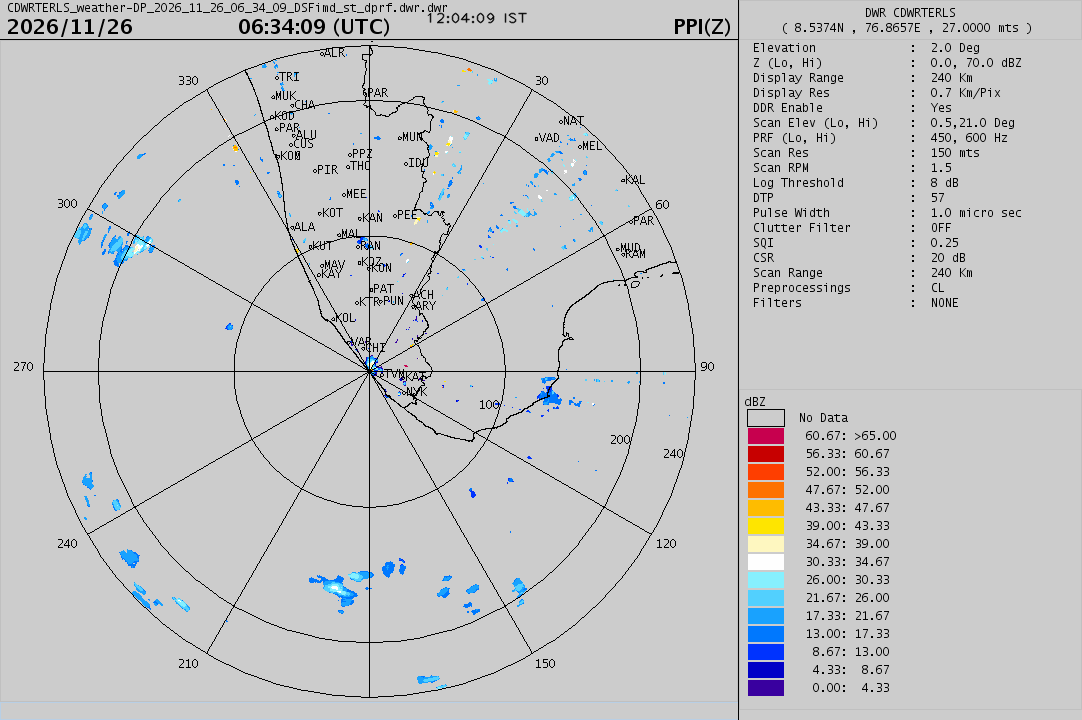 CDWRTERLS_weather-DP_2026_11_26_06_34_09_DSFimd_st_dprf.dwr.dwr
12:04:09 IST
2026/11/26 06:34:09 (UTC) PPI(Z)
DWR CDWRTERLS
( 8.5374N , 76.8657E , 27.0000 mts )
Elevation : 2.0 Deg
Z (Lo, Hi) : 0.0, 70.0 dBZ
Display Range : 240 Km
Display Res : 0.7 Km/Pix
DDR Enable : Yes
Scan Elev (Lo, Hi) : 0.5,21.0 Deg
PRF (Lo, Hi) : 450, 600 Hz
Scan Res : 150 mts
Scan RPM : 1.5
Log Threshold : 8 dB
DTP : 57
Pulse Width : 1.0 micro sec
Clutter Filter : OFF
SQI : 0.25
CSR : 20 dB
Scan Range : 240 Km
Preprocessings : CL
Filters : NONE
dBZ
No Data
60.67: >65.00
56.33: 60.67
52.00: 56.33
47.67: 52.00
43.33: 47.67
39.00: 43.33
34.67: 39.00
30.33: 34.67
26.00: 30.33
21.67: 26.00
17.33: 21.67
13.00: 17.33
8.67: 13.00
4.33: 8.67
0.00: 4.33
ALR
TRI
330
30
MUK
PAR
CHA
KOD
NAT
PAR
ALU
MUN
VAD
CUS
MEL
PPZ
THO
IDU
PIR
KAL
MEE
300
60
KOT
KAN
PEE
PAR
ALA
MAL
KUT
RAN
MUD
KAM
MAV
KOZ
KON
KAY
PAT
ACH
KTR
PUN
ARY
KOL
VAR
CHI
270
90
TVM
KAT
NYK
100
200
240
240
120
210
150